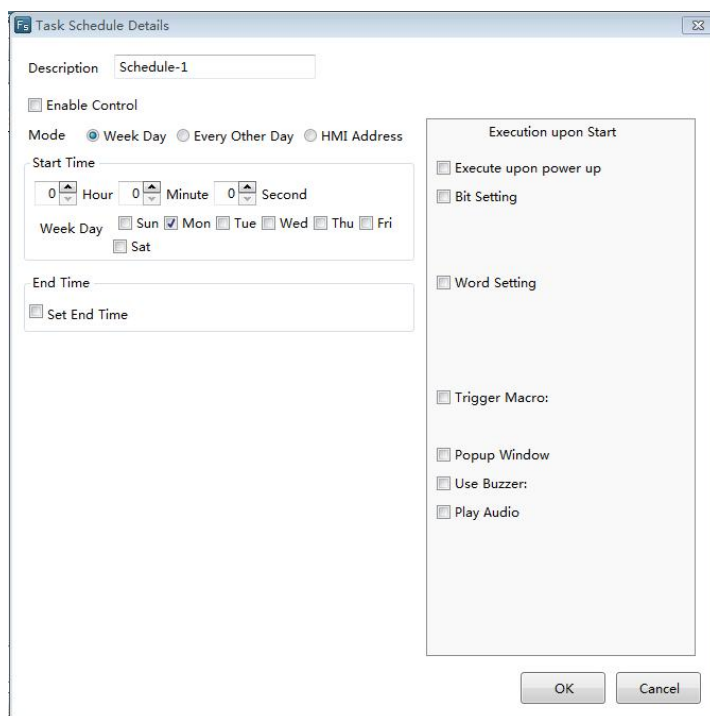 Fs Task Schedule Details
Description Schedule-1
Enable Control
Mode Week Day Every Other Day HMI Address
Start Time
0 Hour 0 Minute 0 Second
Week Day Sun Mon Tue Wed Thu Fri
Sat
End Time
Set End Time
Execution upon Start
Execute upon power up
Bit Setting
Word Setting
Trigger Macro:
Popup Window
Use Buzzer:
Play Audio
OK Cancel